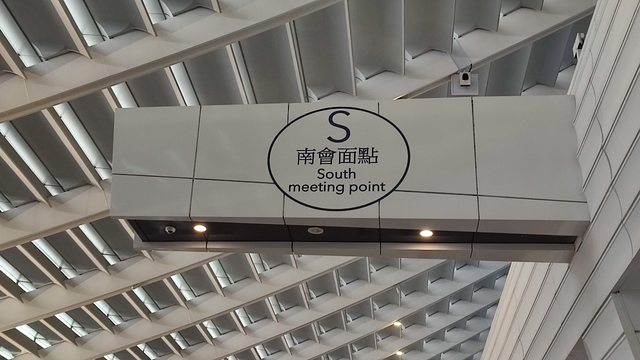 S
南會面點
South
meeting point